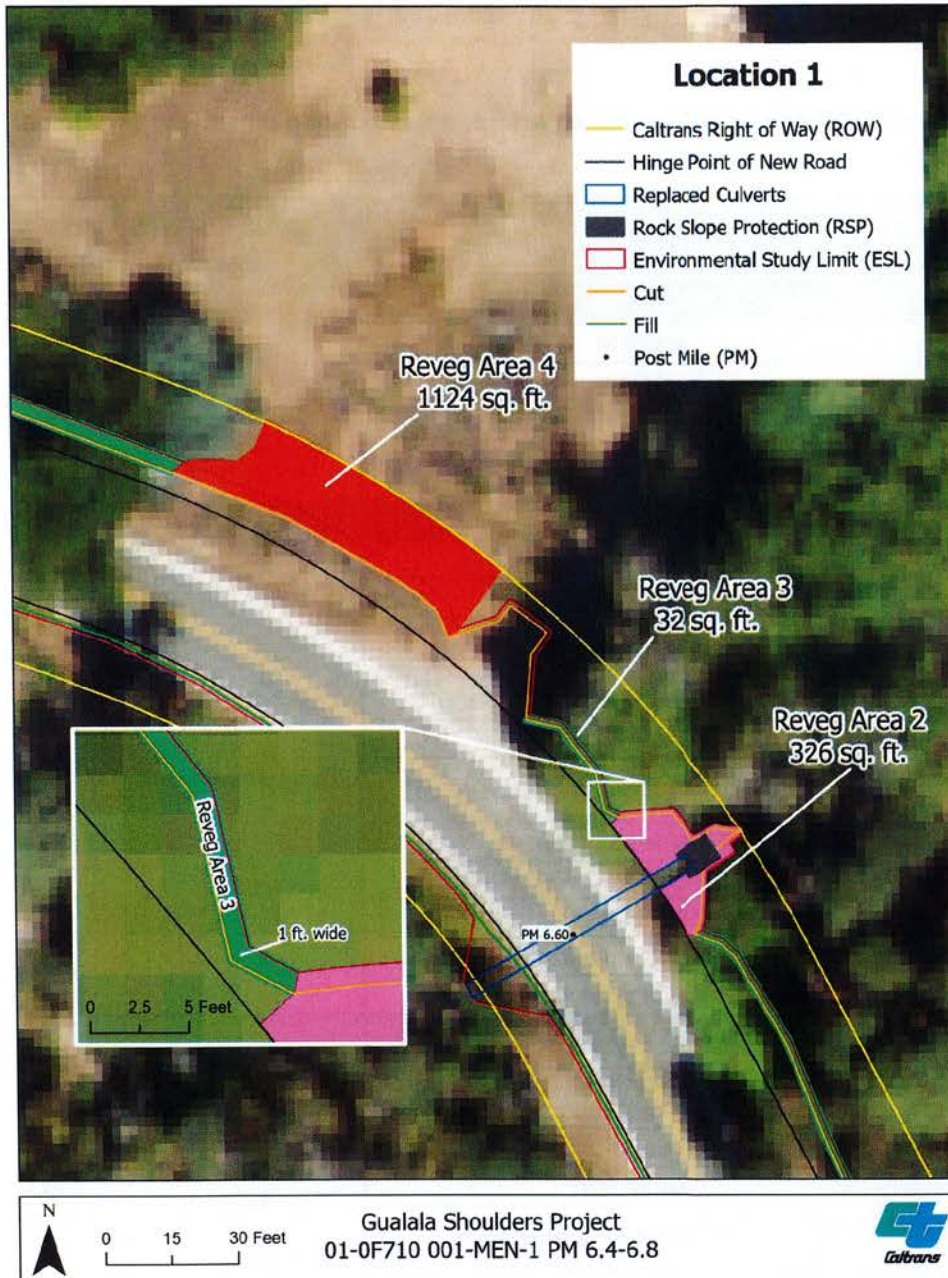 Location 1
Caltrans Right of Way (ROW)
Hinge Point of New Road
Replaced Culverts
Rock Slope Protection (RSP)
Environmental Study Limit (ESL)
Cut
Fill
Post Mile (PM)
Reveg Area 4
1124 sq. ft.
Reveg Area 3
32 sq. ft.
Reveg Area 2
326 sq. ft.
Reveg Area 3
1 ft. wide
0 2.5 5 Feet
PM 6.60
N
0 15 30 Feet
Gualala Shoulders Project
01-0F710 001-MEN-1 PM 6.4-6.8
Caltrans